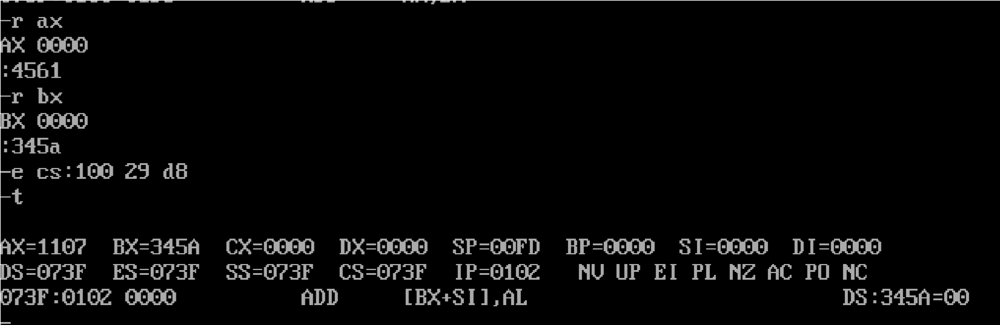 -r ax
AX 0000
:4561
-r bx
BX 0000
:345a
-e cs:100 29 d8
-t
AX=1107 BX=345A CX=0000 DX=0000 SP=00FD BP=0000 SI=0000 DI=0000
DS=073F ES=073F SS=073F CS=073F IP=0102 NV UP EI PL NZ AC PO NC
073F:0102 0000 ADD [BX+SI],AL DS:345A=00
-